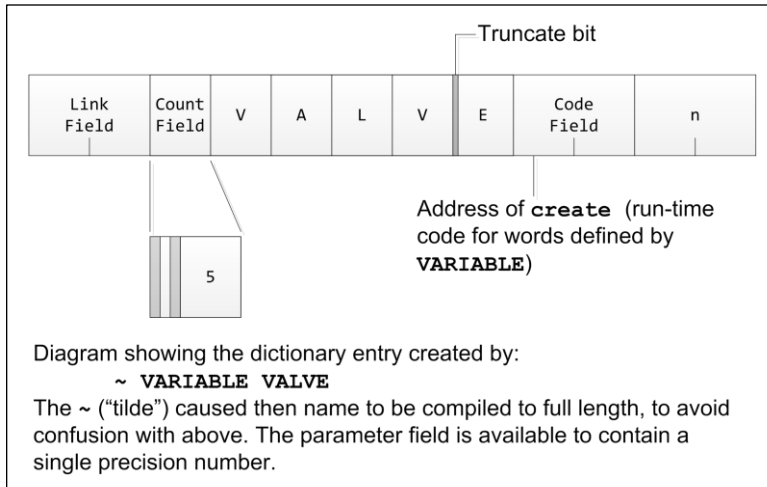 Truncate bit
Link Field
Count Field
V
A
L
V
E
Code Field
n
Address of create (run-time
code for words defined by
VARIABLE)
5
Diagram showing the dictionary entry created by:
~ VARIABLE VALVE
The ~ (“tilde”) caused then name to be compiled to full length, to avoid
confusion with above. The parameter field is available to contain a
single precision number.